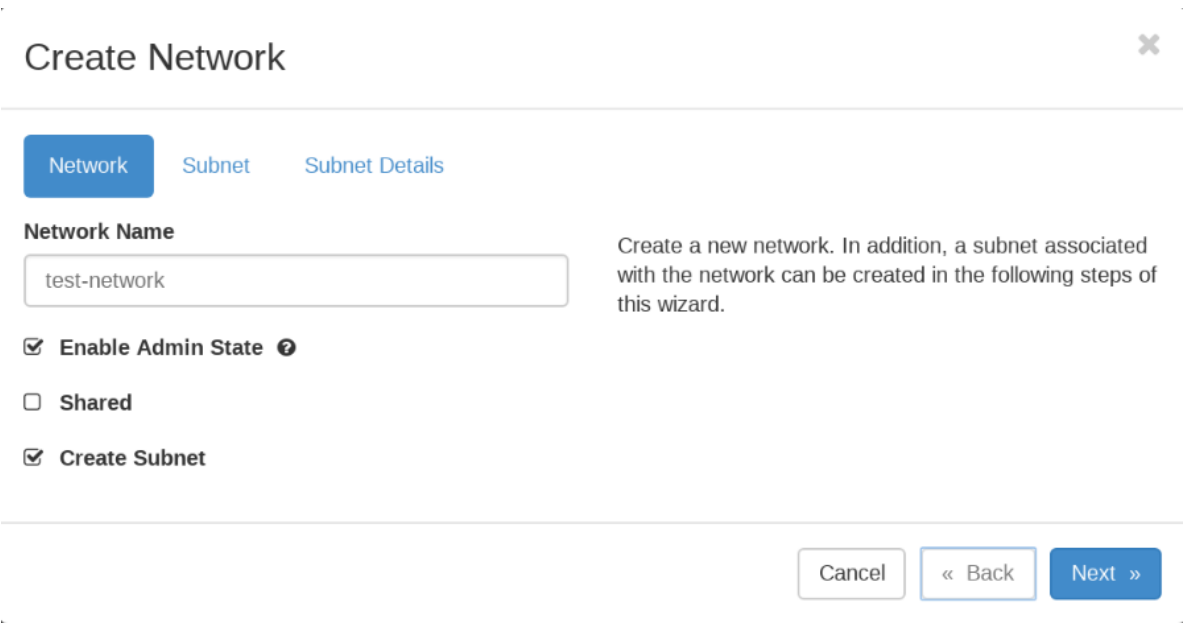 Create Network
Network Subnet Subnet Details
Network Name
test-network
Create a new network. In addition, a subnet associated
with the network can be created in the following steps of
this wizard.
Enable Admin State
Shared
Create Subnet
Cancel « Back Next »